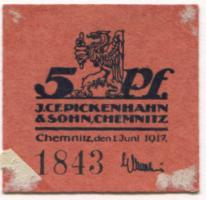 5 Pf
J.C.F. PICKENHAHN
& SOHN, CHEMNITZ
Chemnitz, den 1. Juni 1917.
1843